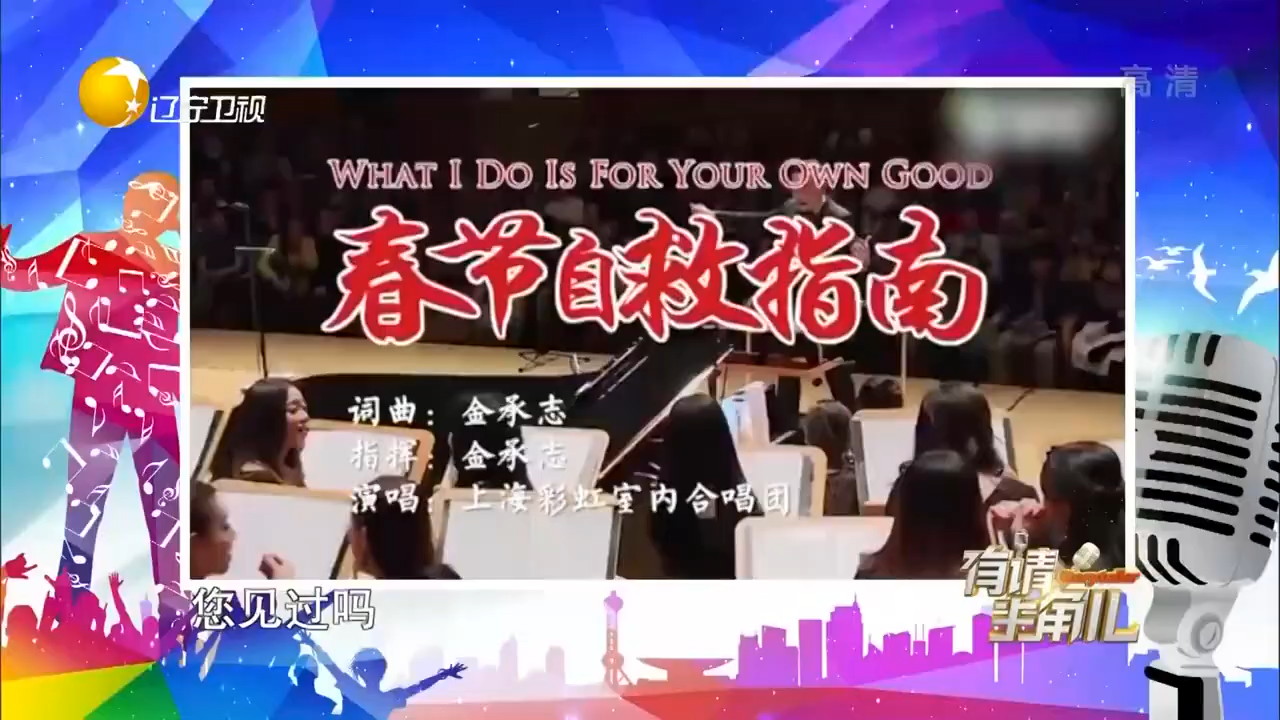 高清
辽宁卫视
WHAT I DO IS FOR YOUR OWN GOOD
春节自救指南
词曲：金承志
指挥：金承志
演唱：上海彩虹室内合唱团
有请主角儿
您见过吗